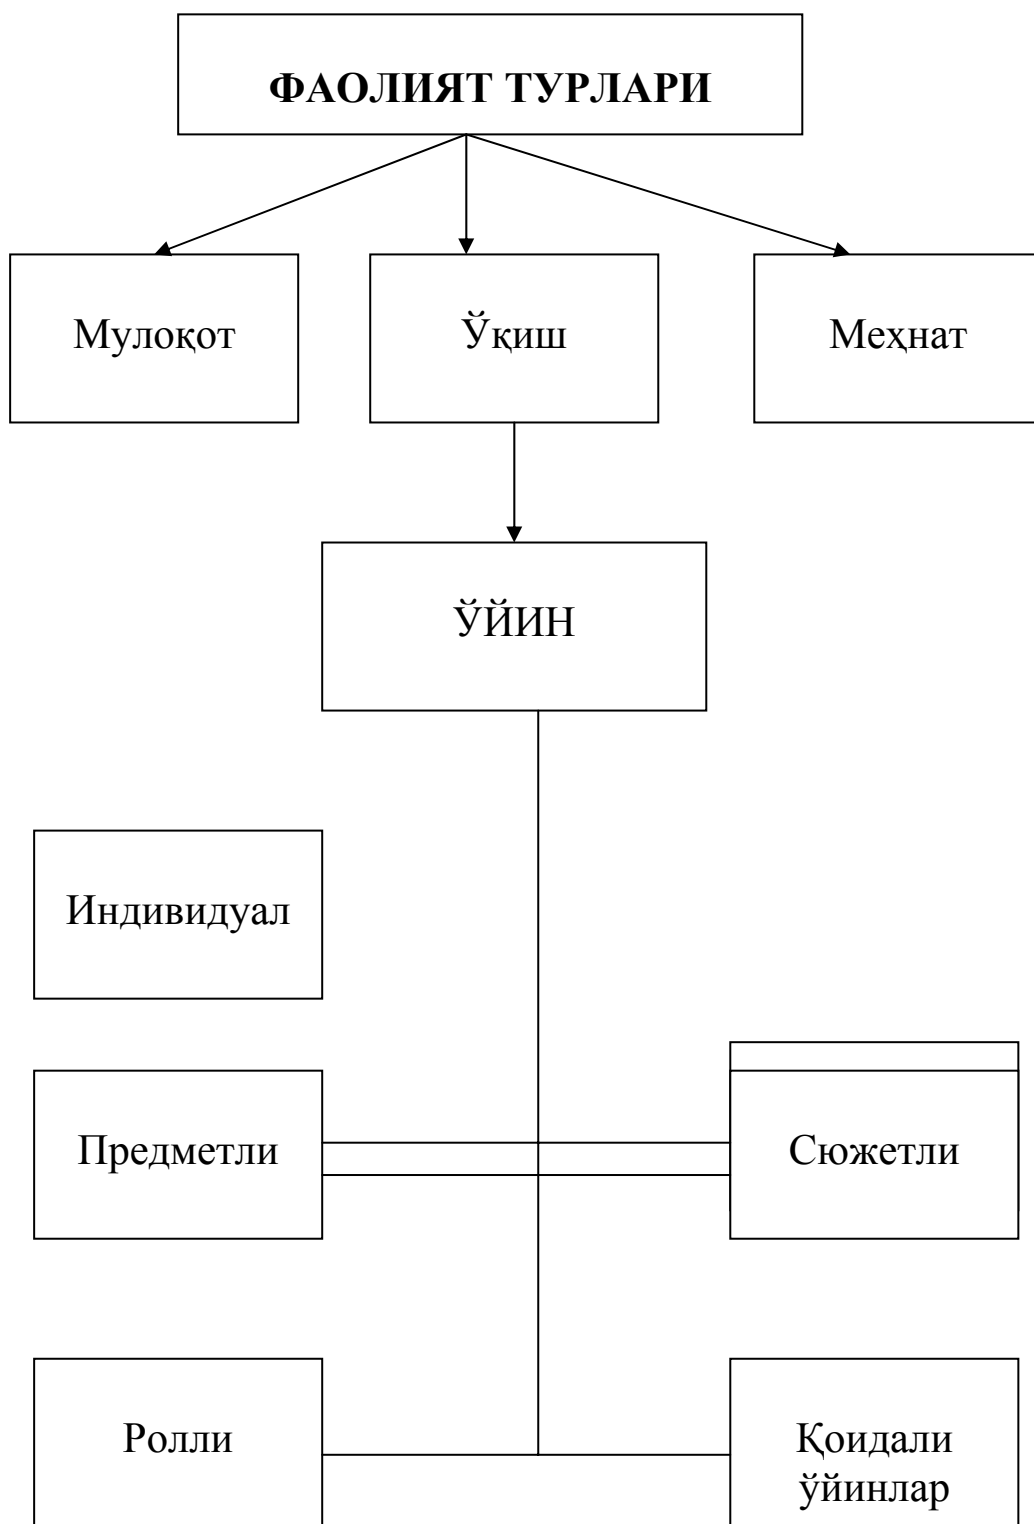 ФАОЛИЯТ ТУРЛАРИ
Мулоқот
Ўқиш
Меҳнат
ЎЙИН
Индивидуал
Предметли
Сюжетли
Ролли
Қоидали
ўйинлар